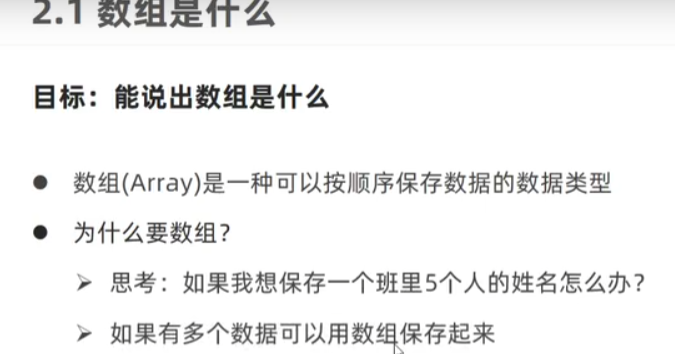 2.1 数组是什么
目标：能说出数组是什么
● 数组(Array)是一种可以按顺序保存数据的数据类型
● 为什么要数组？
➢ 思考：如果我想保存一个班里5个人的姓名怎么办？
➢ 如果有多个数据可以用数组保存起来